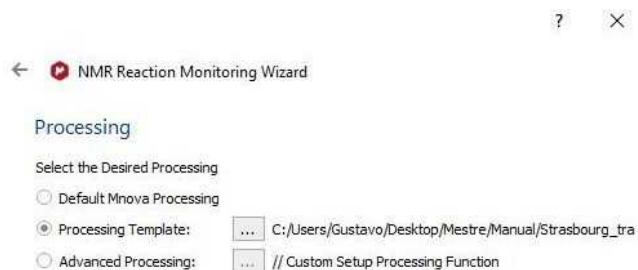 ?
NMR Reaction Monitoring Wizard
Processing
Select the Desired Processing
Default Mnova Processing
Processing Template: ... C:/Users/Gustavo/Desktop/Mestre/Manual/Strasbourg_tra
Advanced Processing: ... // Custom Setup Processing Function